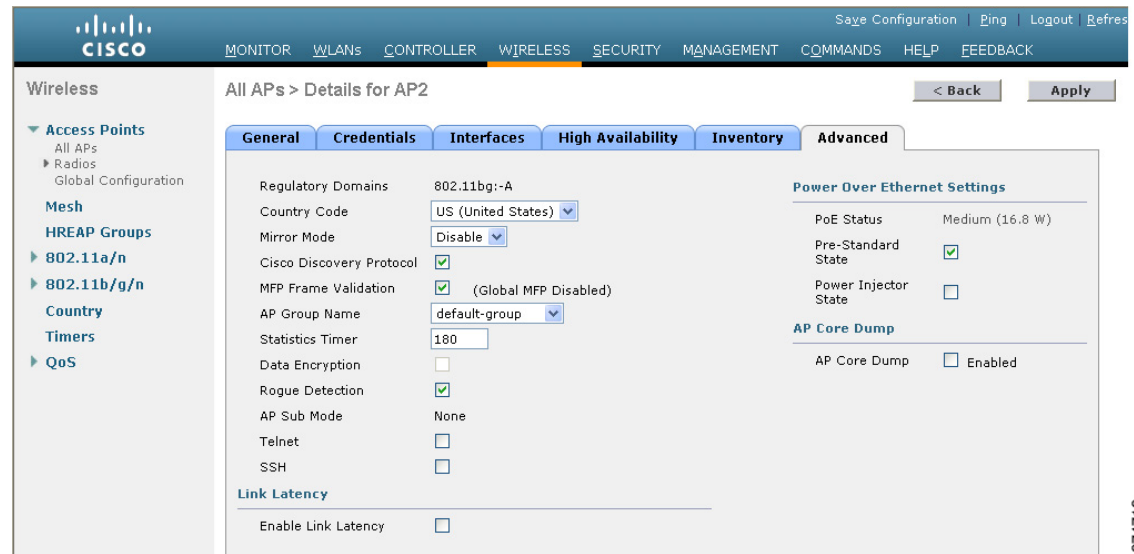 Save Configuration | Ping | Logout | Refres
CISCO
MONITOR WLANs CONTROLLER WIRELESS SECURITY MANAGEMENT COMMANDS HELP FEEDBACK
Wireless
Access Points
All APs
Radios
Global Configuration
Mesh
HREAP Groups
802.11a/n
802.11b/g/n
Country
Timers
QoS
All APs > Details for AP2
< Back
Apply
General
Credentials
Interfaces
High Availability
Inventory
Advanced
Regulatory Domains 802.11bg:-A
Country Code US (United States)
Mirror Mode Disable
Cisco Discovery Protocol
MFP Frame Validation (Global MFP Disabled)
AP Group Name default-group
Statistics Timer 180
Data Encryption
Rogue Detection
AP Sub Mode None
Telnet
SSH
Link Latency
Enable Link Latency
Power Over Ethernet Settings
PoE Status Medium (16.8 W)
Pre-Standard
State
Power Injector
State
AP Core Dump
AP Core Dump Enabled